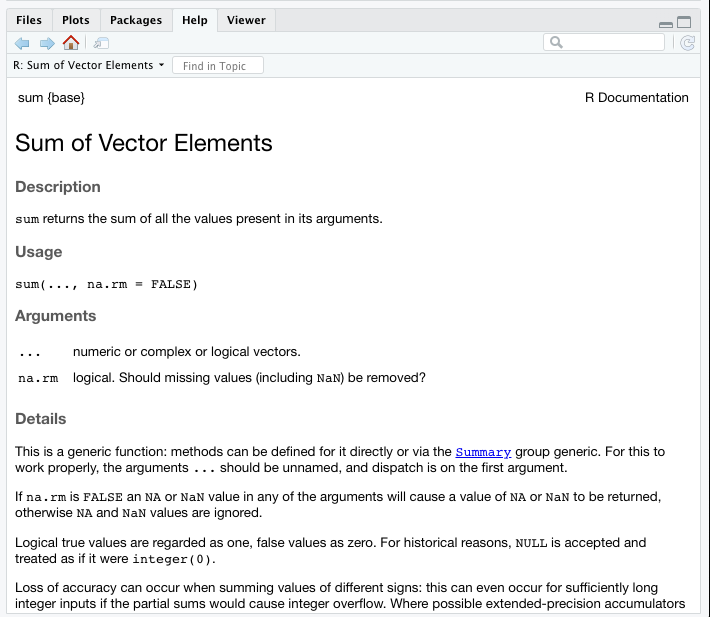 Files Plots Packages Help Viewer
R: Sum of Vector Elements Find in Topic
sum {base} R Documentation
Sum of Vector Elements
Description
sum returns the sum of all the values present in its arguments.
Usage
sum(..., na.rm = FALSE)
Arguments
... numeric or complex or logical vectors.
na.rm logical. Should missing values (including NaN) be removed?
Details
This is a generic function: methods can be defined for it directly or via the Summary group generic. For this to
work properly, the arguments ... should be unnamed, and dispatch is on the first argument.
If na.rm is FALSE an NA or NaN value in any of the arguments will cause a value of NA or NaN to be returned,
otherwise NA and NaN values are ignored.
Logical true values are regarded as one, false values as zero. For historical reasons, NULL is accepted and
treated as if it were integer(0).
Loss of accuracy can occur when summing values of different signs: this can even occur for sufficiently long
integer inputs if the partial sums would cause integer overflow. Where possible extended-precision accumulators